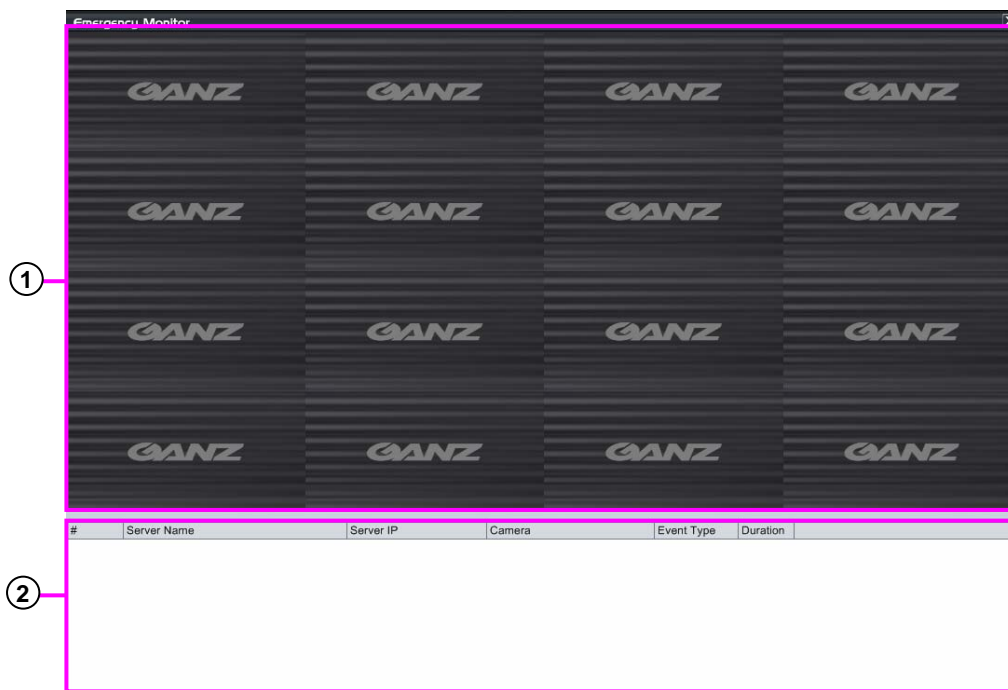 Emergency Monitor
GANZ GANZ GANZ GANZ
GANZ GANZ GANZ GANZ
1
GANZ GANZ GANZ GANZ
GANZ GANZ GANZ GANZ
# Server Name Server IP Camera Event Type Duration
2